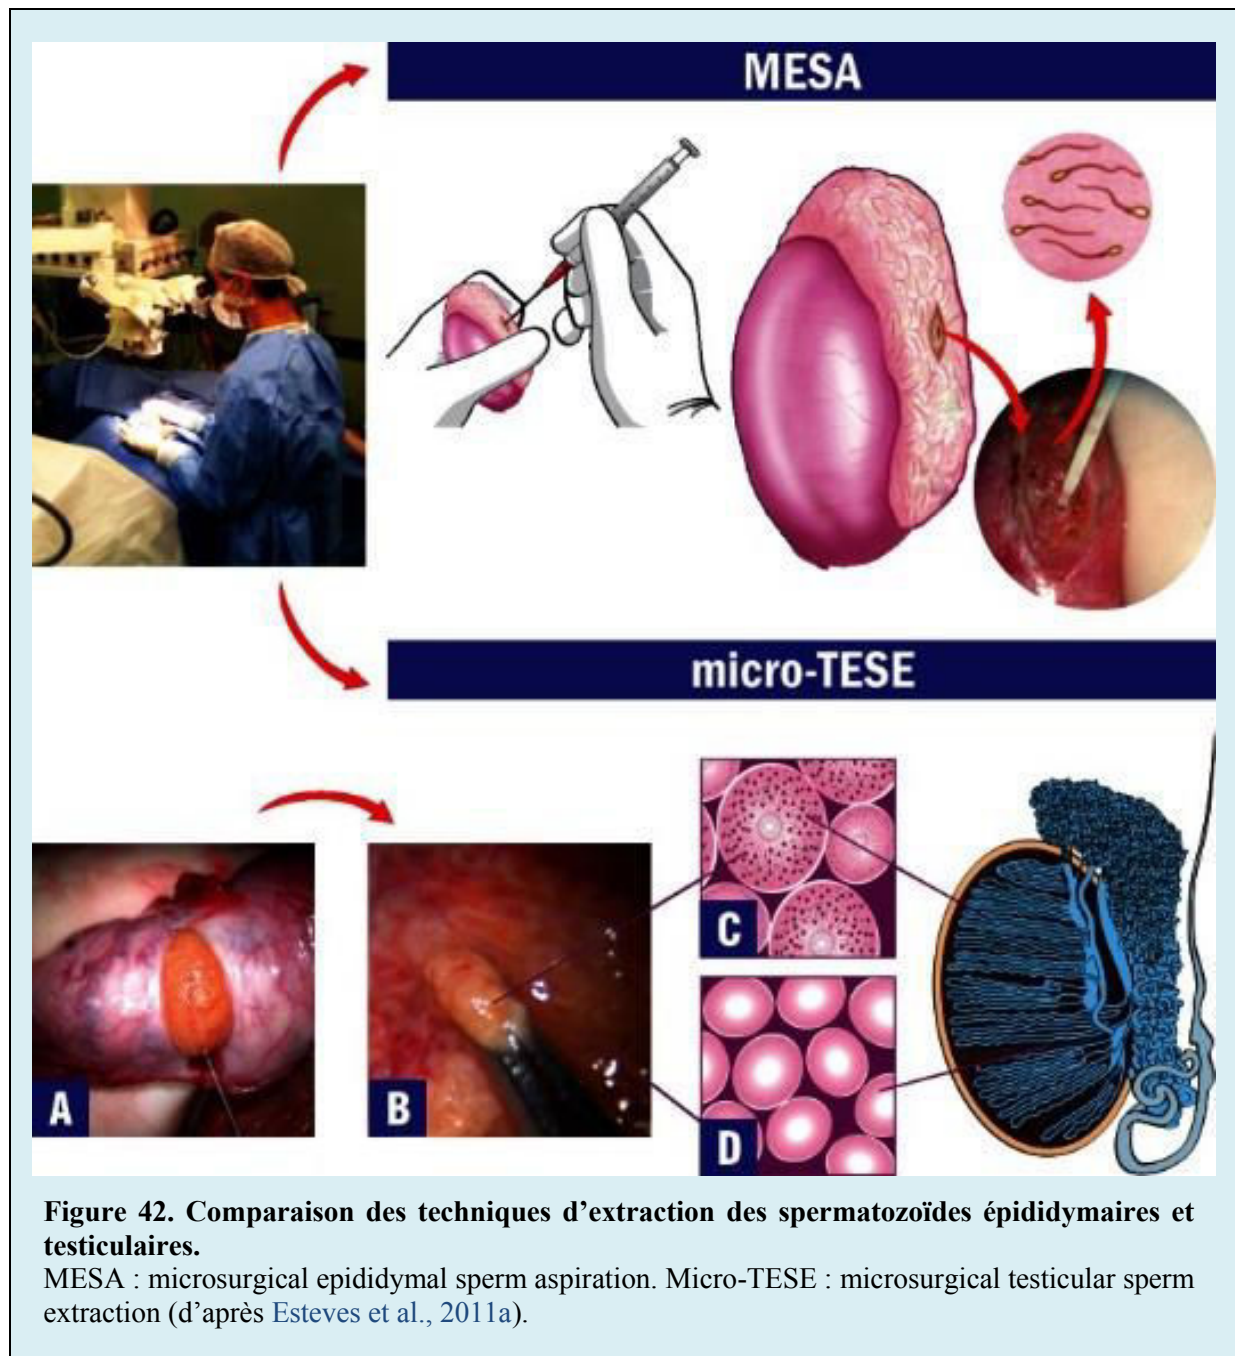 MESA
micro-TESE
A
B
C
D
Figure 42. Comparaison des techniques d’extraction des spermatozoïdes épididymaires et
testiculaires.
MESA : microsurgical epididymal sperm aspiration. Micro-TESE : microsurgical testicular sperm
extraction (d’après Esteves et al., 2011a).